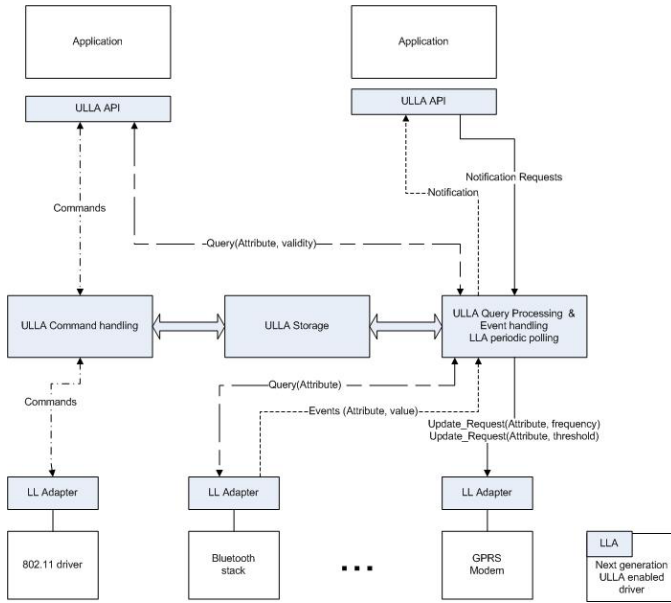 Application
Application
ULLA API
ULLA API
Notification Requests
Notification
Commands
Query(Attribute, validity)
ULLA Command handling
ULLA Storage
ULLA Query Processing &
Event handling
LLA periodic polling
Query(Attribute)
Commands
Events (Attribute, value)
Update_Request(Attribute, frequency)
Update_Request(Attribute, threshold)
LL Adapter
LL Adapter
LL Adapter
802.11 driver
Bluetooth
stack
...
GPRS
Modem
LLA
Next generation
ULLA enabled
driver